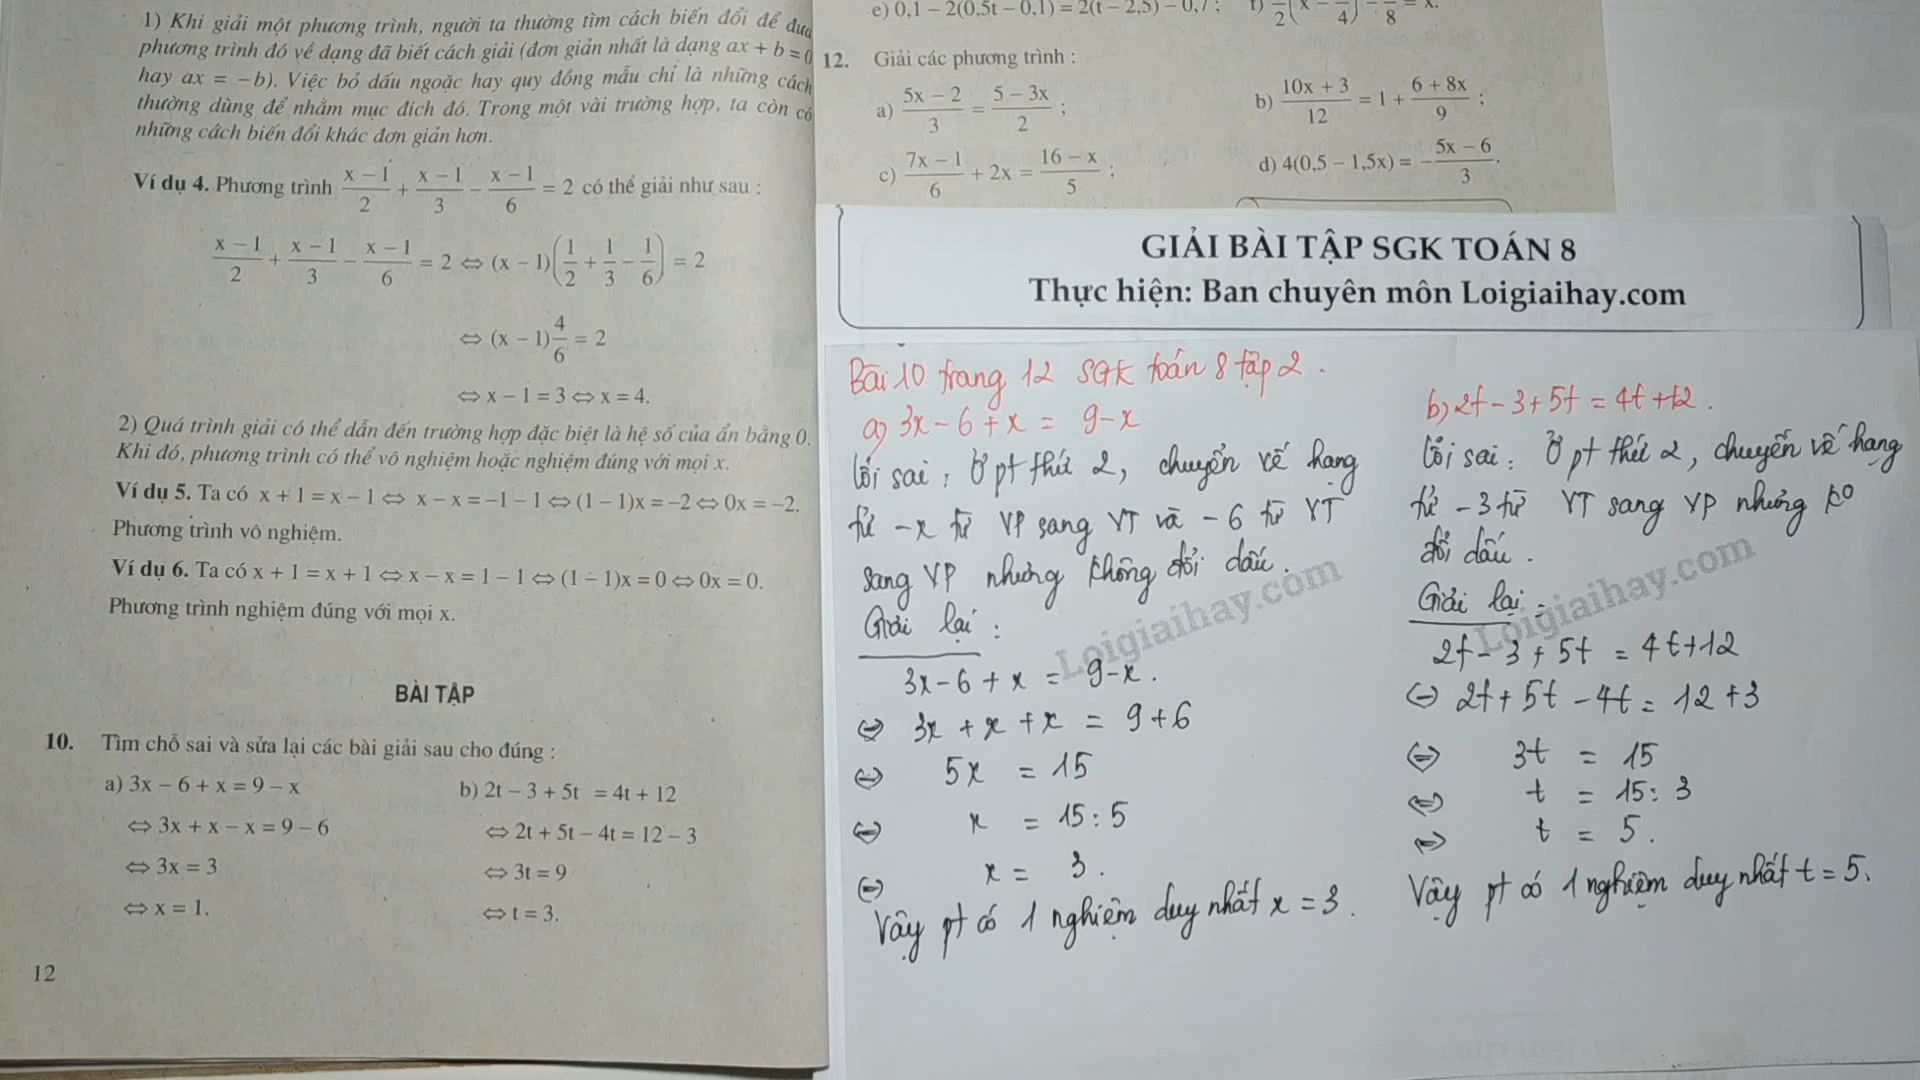 1) Khi giải một phương trình, người ta thường tìm cách biến đổi để đưa
phương trình đó về dạng đã biết cách giải (đơn giản nhất là dạng ax + b = 0
hay ax = −b). Việc bỏ dấu ngoặc hay quy đồng mẫu chỉ là những cách
thường dùng để nhằm mục đích đó. Trong một vài trường hợp, ta còn có
những cách biến đổi khác đơn giản hơn.
Ví dụ 4. Phương trình (x − 1)/2 + (x − 1)/3 − (x − 1)/6 = 2 có thể giải như sau :
(x − 1)/2 + (x − 1)/3 − (x − 1)/6 = 2 ⇔ (x − 1)(1/2 + 1/3 − 1/6) = 2
⇔ (x − 1)4/6 = 2
⇔ x − 1 = 3 ⇔ x = 4.
2) Quá trình giải có thể dẫn đến trường hợp đặc biệt là hệ số của ẩn bằng 0.
Khi đó, phương trình có thể vô nghiệm hoặc nghiệm đúng với mọi x.
Ví dụ 5. Ta có x + 1 = x − 1 ⇔ x − x = −1 − 1 ⇔ (1 − 1)x = −2 ⇔ 0x = −2.
Phương trình vô nghiệm.
Ví dụ 6. Ta có x + 1 = x + 1 ⇔ x − x = 1 − 1 ⇔ (1 − 1)x = 0 ⇔ 0x = 0.
Phương trình nghiệm đúng với mọi x.
BÀI TẬP
10. Tìm chỗ sai và sửa lại các bài giải sau cho đúng :
a) 3x − 6 + x = 9 − x
⇔ 3x + x − x = 9 − 6
⇔ 3x = 3
⇔ x = 1.
b) 2t − 3 + 5t = 4t + 12
⇔ 2t + 5t − 4t = 12 − 3
⇔ 3t = 9
⇔ t = 3.
12
e) 0,1 − 2(0,5t − 0,1) = 2(t − 2,5) − 0,7 ;
12. Giải các phương trình :
a) (5x − 2)/3 = (5 − 3x)/2 ;
b) (10x + 3)/12 = 1 + (6 + 8x)/9 ;
c) (7x − 1)/6 + 2x = (16 − x)/5 ;
d) 4(0,5 − 1,5x) = −(5x − 6)/3.
GIẢI BÀI TẬP SGK TOÁN 8
Thực hiện: Ban chuyên môn Loigiaihay.com
Bài 10 trang 12 SGK toán 8 tập 2.
a) 3x − 6 + x = 9 − x
Lỗi sai : Ở pt thứ 2, chuyển vế hạng
tử −x từ VP sang VT và −6 từ VT
sang VP nhưng không đổi dấu.
Giải lại :
3x − 6 + x = 9 − x.
⇔ 3x + x + x = 9 + 6
⇔ 5x = 15
⇔ x = 15 : 5
⇔ x = 3.
Vậy pt có 1 nghiệm duy nhất x = 3.
b) 2t − 3 + 5t = 4t + 12.
Lỗi sai : Ở pt thứ 2, chuyển vế hạng
tử −3 từ VT sang VP nhưng ko
đổi dấu.
Giải lại :
2t − 3 + 5t = 4t + 12
⇔ 2t + 5t − 4t = 12 + 3
⇔ 3t = 15
⇔ t = 15 : 3
⇔ t = 5.
Vậy pt có 1 nghiệm duy nhất t = 5.
Loigiaihay.com
Loigiaihay.com